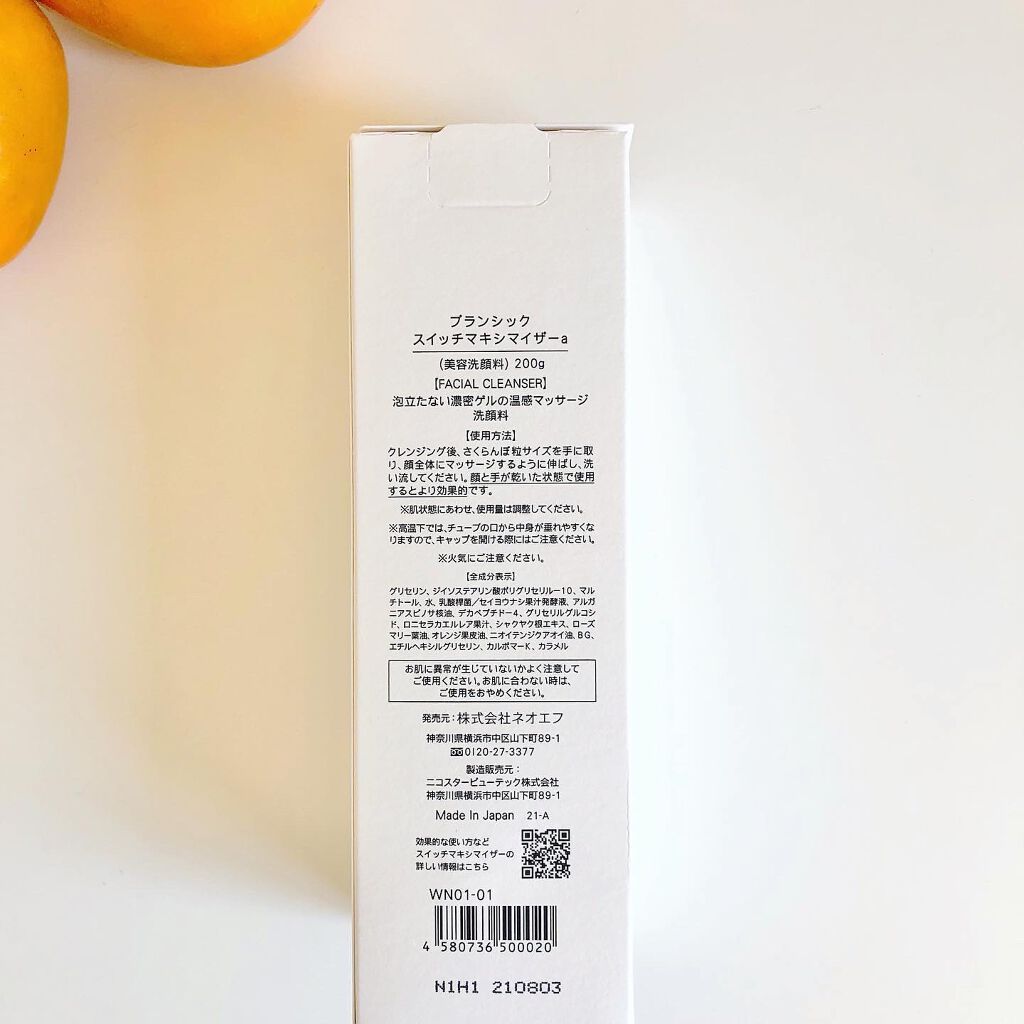 ブランシック
スイッチマキシマイザーa
(美容洗顔料) 200g
【FACIAL CLEANSER】
泡立たない濃密ゲルの温感マッサージ
洗顔料
【使用方法】
クレンジング後、さくらんぼ粒サイズを手に取
り、顔全体にマッサージするように伸ばし、洗
い流してください。顔と手が乾いた状態で使用
するとより効果的です。
※肌状態にあわせ、使用量は調整してください。
※高温下では、チューブの口から中身が垂れやすくな
りますので、キャップを開ける際にはご注意ください。
※火気にご注意ください。
【全成分表示】
グリセリン、ジイソステアリン酸ポリグリセリル-10、マル
チトール、水、乳酸桿菌/セイヨウナシ果汁発酵液、アルガ
ニアスピノサ核油、デカペプチド-4、グリセリルグルコシ
ド、ロニセラカエルレア果汁、シャクヤク根エキス、ローズ
マリー葉油、オレンジ果皮油、ニオイテンジクアオイ油、BG、
エチルヘキシルグリセリン、カルボマーK、カラメル
お肌に異常が生じていないかよく注意して
ご使用ください。お肌に合わない時は、
ご使用をおやめください。
発売元:株式会社ネオエフ
神奈川県横浜市中区山下町89-1
0120-27-3377
製造販売元:
ニコスタービューテック株式会社
神奈川県横浜市中区山下町89-1
Made In Japan 21-A
効果的な使い方など
スイッチマキシマイザーの
詳しい情報はこちら
WN01-01
4 580736 500020
N1H1 210803